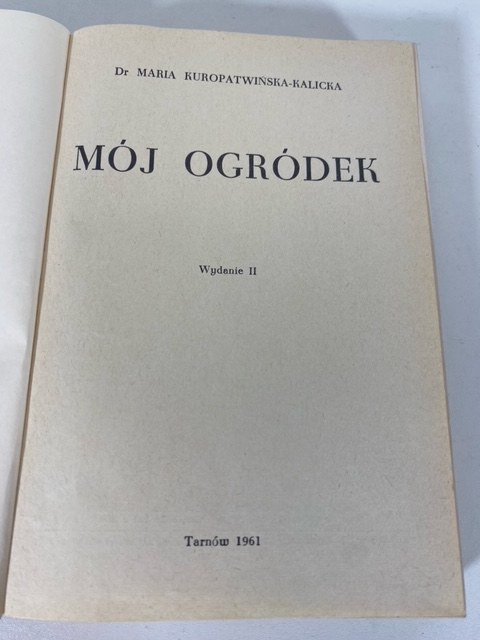 Dr MARIA KUROPATWIŃSKA-KALICKA
MÓJ OGRÓDEK
Wydanie II
Tarnów 1961